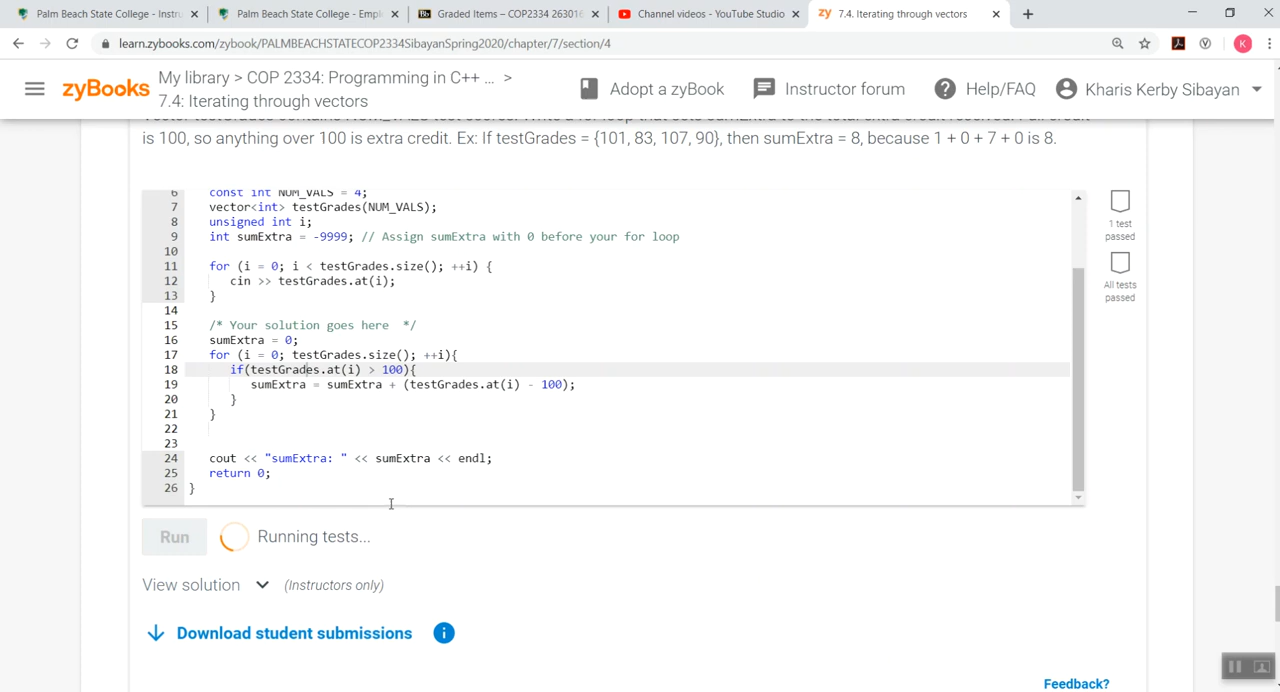 Palm Beach State College - Instru
Palm Beach State College - Empl
Graded Items – COP2334 263016
Channel videos - YouTube Studio
zy 7.4. Iterating through vectors
learn.zybooks.com/zybook/PALMBEACHSTATECOP2334SibayanSpring2020/chapter/7/section/4
K
zyBooks
My library > COP 2334: Programming in C++ ... >
7.4: Iterating through vectors
Adopt a zyBook
Instructor forum
Help/FAQ
Kharis Kerby Sibayan
is 100, so anything over 100 is extra credit. Ex: If testGrades = {101, 83, 107, 90}, then sumExtra = 8, because 1 + 0 + 7 + 0 is 8.
6 const int NUM_VALS = 4;
7 vector<int> testGrades(NUM_VALS);
8 unsigned int i;
9 int sumExtra = -9999; // Assign sumExtra with 0 before your for loop
10
11 for (i = 0; i < testGrades.size(); ++i) {
12 cin >> testGrades.at(i);
13 }
14
15 /* Your solution goes here */
16 sumExtra = 0;
17 for (i = 0; testGrades.size(); ++i){
18 if(testGrades.at(i) > 100){
19 sumExtra = sumExtra + (testGrades.at(i) - 100);
20 }
21 }
22
23
24 cout << "sumExtra: " << sumExtra << endl;
25 return 0;
26 }
1 test
passed
All tests
passed
Run
Running tests...
View solution
(Instructors only)
Download student submissions
Feedback?